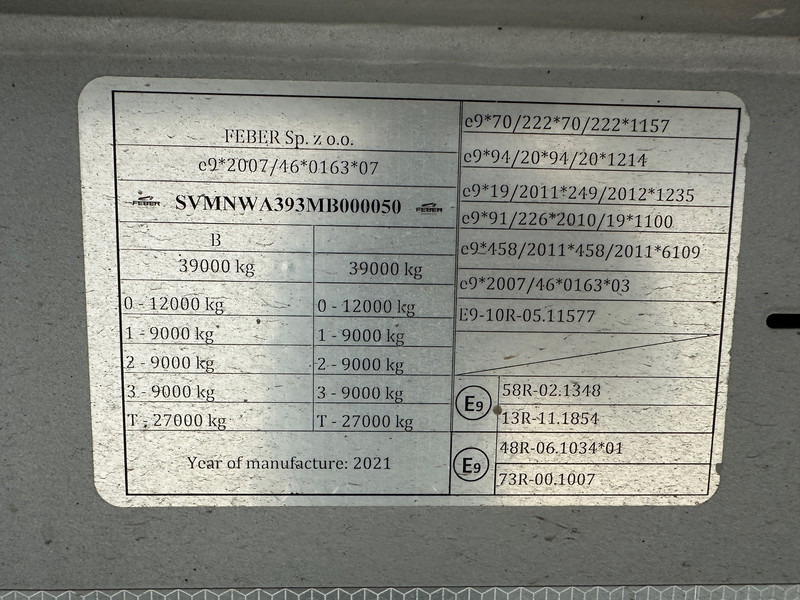 FEBER Sp. z o.o.
e9*2007/46*0163*07
FEBER SVMNWA393MB000050 FEBER
B
39000 kg 39000 kg
0 - 12000 kg 0 - 12000 kg
1 - 9000 kg 1 - 9000 kg
2 - 9000 kg 2 - 9000 kg
3 - 9000 kg 3 - 9000 kg
T - 27000 kg T - 27000 kg
Year of manufacture: 2021
e9*70/222*70/222*1157
e9*94/20*94/20*1214
e9*19/2011*249/2012*1235
e9*91/226*2010/19*1100
e9*458/2011*458/2011*6109
e9*2007/46*0163*03
E9-10R-05.11577
E9
58R-02.1348
13R-11.1854
E9
48R-06.1034*01
73R-00.1007